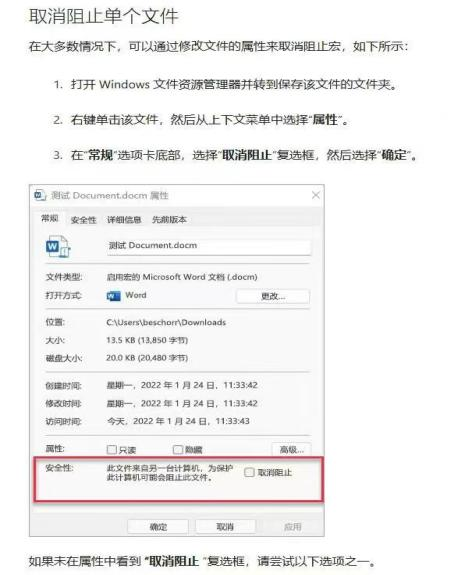 取消阻止单个文件
在大多数情况下，可以通过修改文件的属性来取消阻止宏，如下所示：
1. 打开 Windows 文件资源管理器并转到保存该文件的文件夹。
2. 右键单击该文件，然后从上下文菜单中选择“属性”。
3. 在“常规”选项卡底部，选择“取消阻止”复选框，然后选择“确定”。
测试 Document.docm 属性
常规 安全性 详细信息 先前版本
测试 Document.docm
文件类型: 启用宏的 Microsoft Word 文档 (.docm)
打开方式: Word 更改...
位置: C:\Users\beschorr\Downloads
大小: 13.5 KB (13,850 字节)
磁盘大小: 20.0 KB (20,480 字节)
创建时间: 星期一，2022 年 1 月 24 日，11:33:42
修改时间: 星期一，2022 年 1 月 24 日，11:33:42
访问时间: 今天，2022 年 1 月 24 日，11:33:43
属性: 只读 隐藏 高级...
安全性: 此文件来自另一台计算机，为保护 取消阻止
此计算机可能会阻止此文件。
确定 取消 应用
如果未在属性中看到 “取消阻止 ”复选框，请尝试以下选项之一。